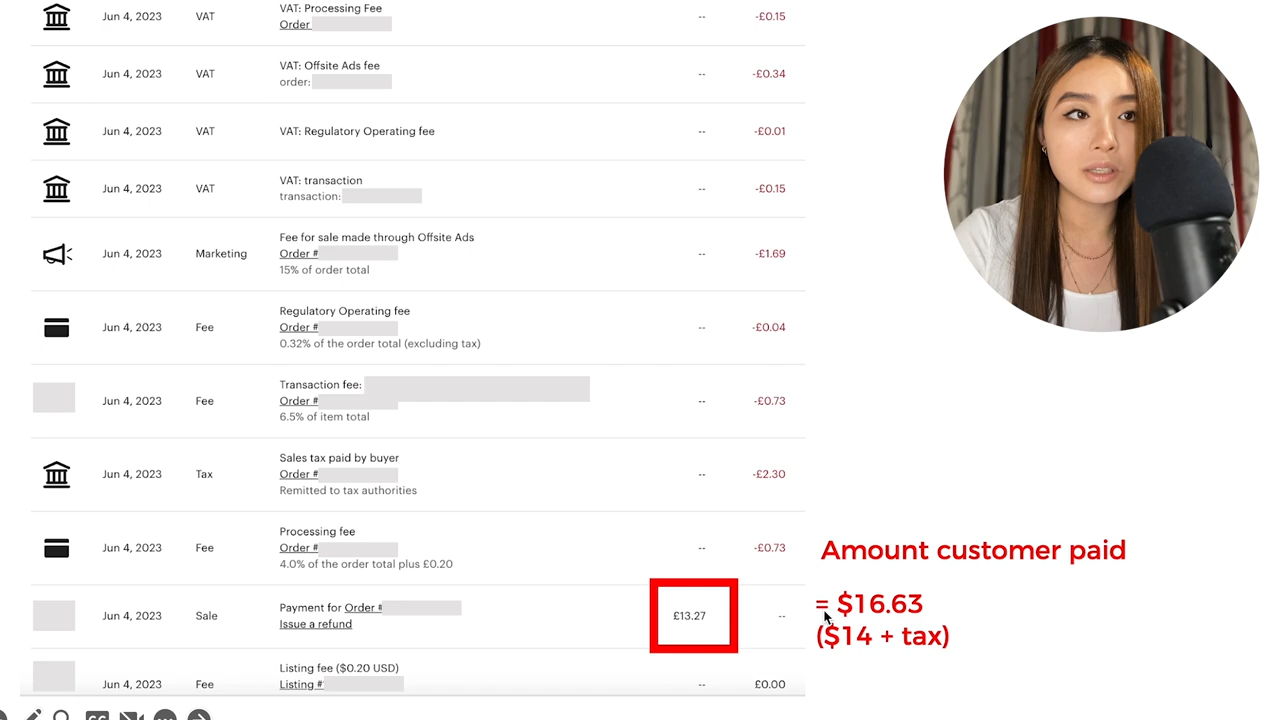 Jun 4, 2023 VAT VAT: Processing Fee -- -£0.15
Order
Jun 4, 2023 VAT VAT: Offsite Ads fee -- -£0.34
order:
Jun 4, 2023 VAT VAT: Regulatory Operating fee -- -£0.01
Jun 4, 2023 VAT VAT: transaction -- -£0.15
transaction:
Jun 4, 2023 Marketing Fee for sale made through Offsite Ads -- -£1.69
Order #
15% of order total
Jun 4, 2023 Fee Regulatory Operating fee -- -£0.04
Order #
0.32% of the order total (excluding tax)
Jun 4, 2023 Fee Transaction fee: -- -£0.73
Order #
6.5% of item total
Jun 4, 2023 Tax Sales tax paid by buyer -- -£2.30
Order #
Remitted to tax authorities
Jun 4, 2023 Fee Processing fee -- -£0.73
Order #
4.0% of the order total plus £0.20
Amount customer paid
Jun 4, 2023 Sale Payment for Order # £13.27 --
Issue a refund
= $16.63
($14 + tax)
Jun 4, 2023 Fee Listing fee ($0.20 USD) -- £0.00
Listing #
CC